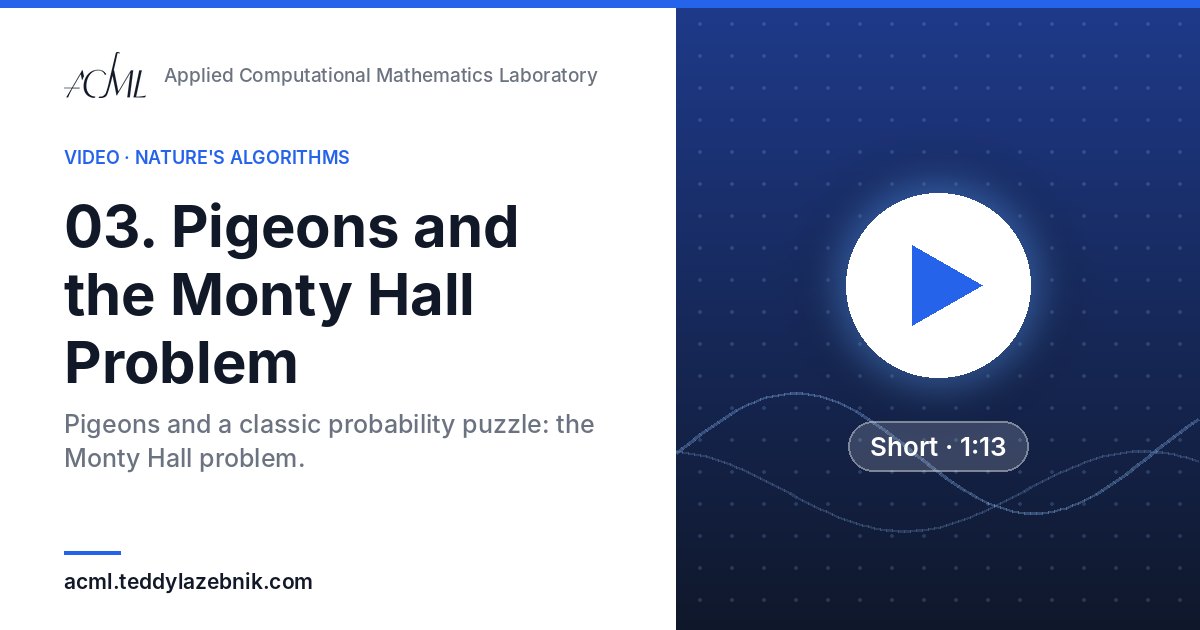 ACML
Applied Computational Mathematics Laboratory
VIDEO · NATURE'S ALGORITHMS
03. Pigeons and
the Monty Hall
Problem
Pigeons and a classic probability puzzle: the
Monty Hall problem.
acml.teddylazebnik.com
Short · 1:13